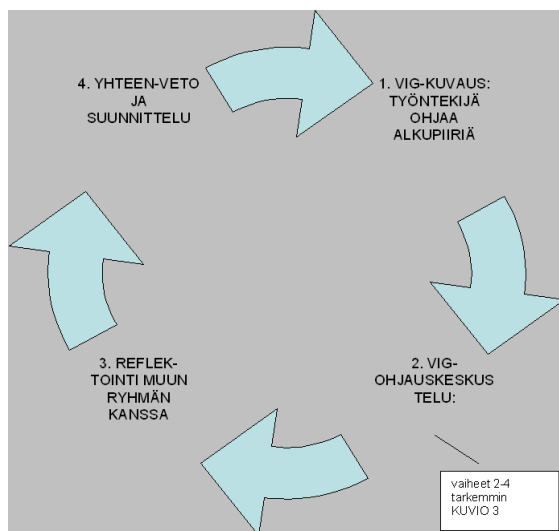 4. YHTEEN-VETO
JA
SUUNNITTELU
1. VIG-KUVAUS:
TYÖNTEKIJÄ
OHJAA
ALKUPIIRIÄ
2. VIG-
OHJAUSKESKUS
TELU:
3. REFLEK-
TOINTI MUUN
RYHMÄN
KANSSA
vaiheet 2-4
tarkemmin
KUVIO 3